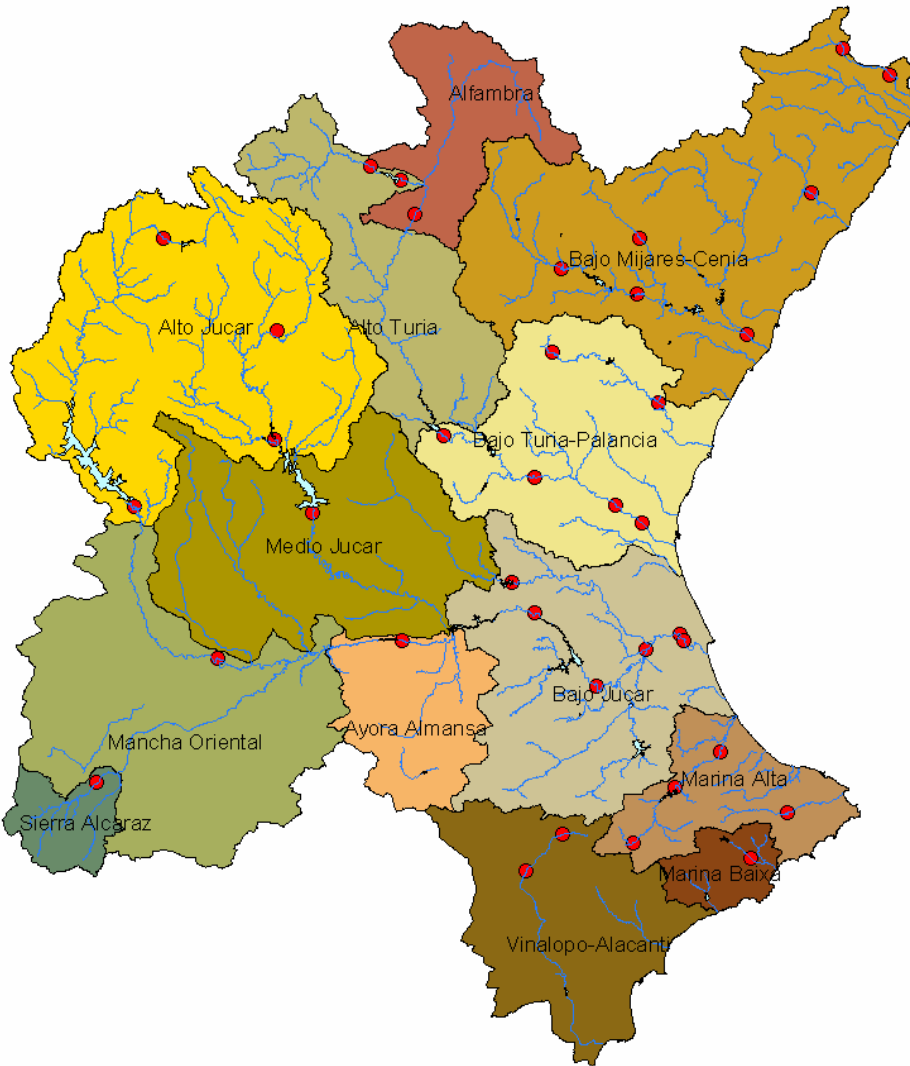 Alfambra
Bajo Mijares-Cenia
Alto Jucar
Alto Turia
Bajo Turia-Palancia
Medio Jucar
Bajo Jucar
Ayora Almansa
Mancha Oriental
Marina Alta
Sierra Alcaraz
Marina Baixa
Vinalopo-Alacanti